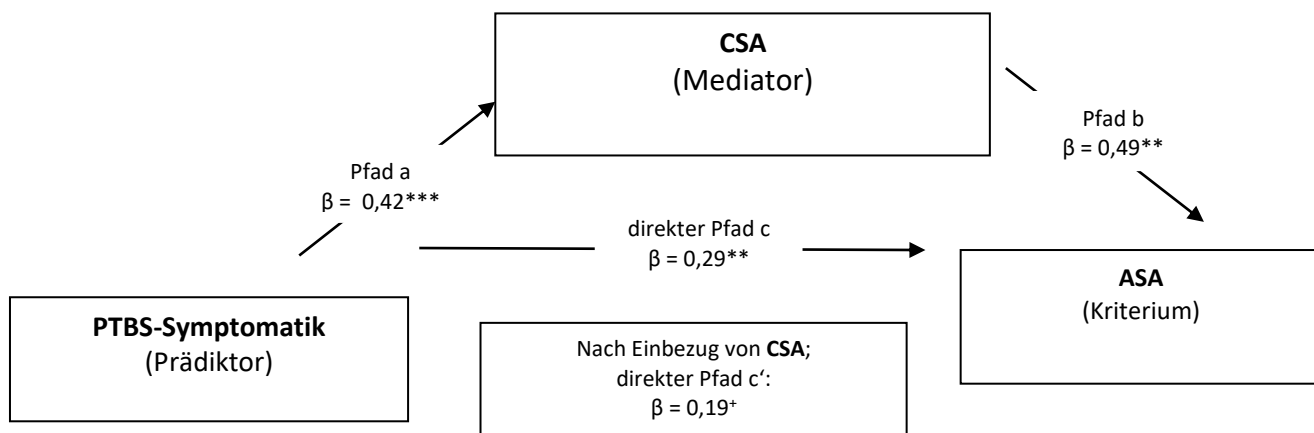 CSA
(Mediator)
Pfad a
β = 0,42***
Pfad b
β = 0,49**
direkter Pfad c
β = 0,29**
PTBS-Symptomatik
(Prädiktor)
Nach Einbezug von CSA;
direkter Pfad c‘:
β = 0,19⁺
ASA
(Kriterium)